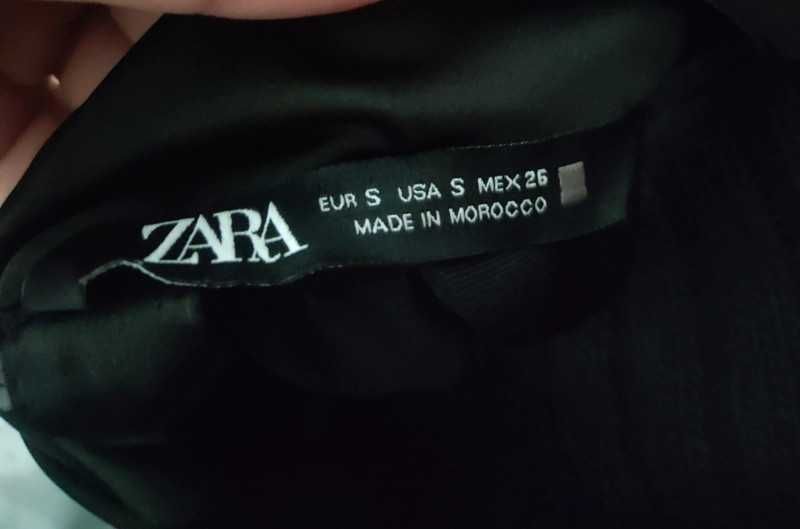 ZARA
EUR S USA S MEX 26
MADE IN MOROCCO